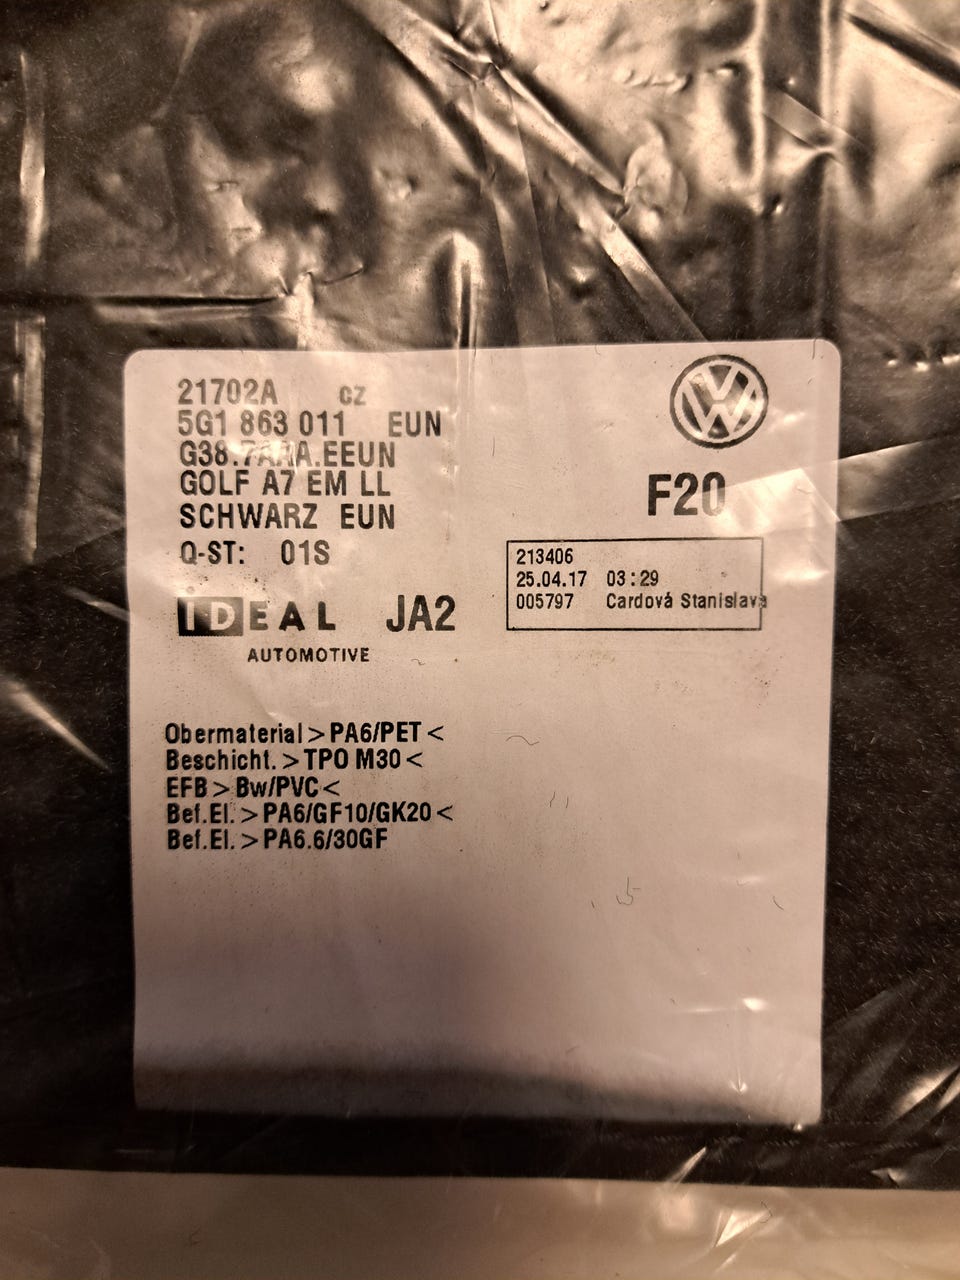 21702A CZ
5G1 863 011 EUN
GOLF A7 EM LL
SCHWARZ EUN
Q-ST: 01S
F20
213406
25.04.17 03:29
005797 Cardová Stanislava
IDEAL JA2
AUTOMOTIVE
Obermaterial > PA6/PET <
Beschicht. > TPO M30 <
EFB > Bw/PVC <
Bef.El. > PA6/GF10/GK20 <
Bef.El. > PA6.6/30GF